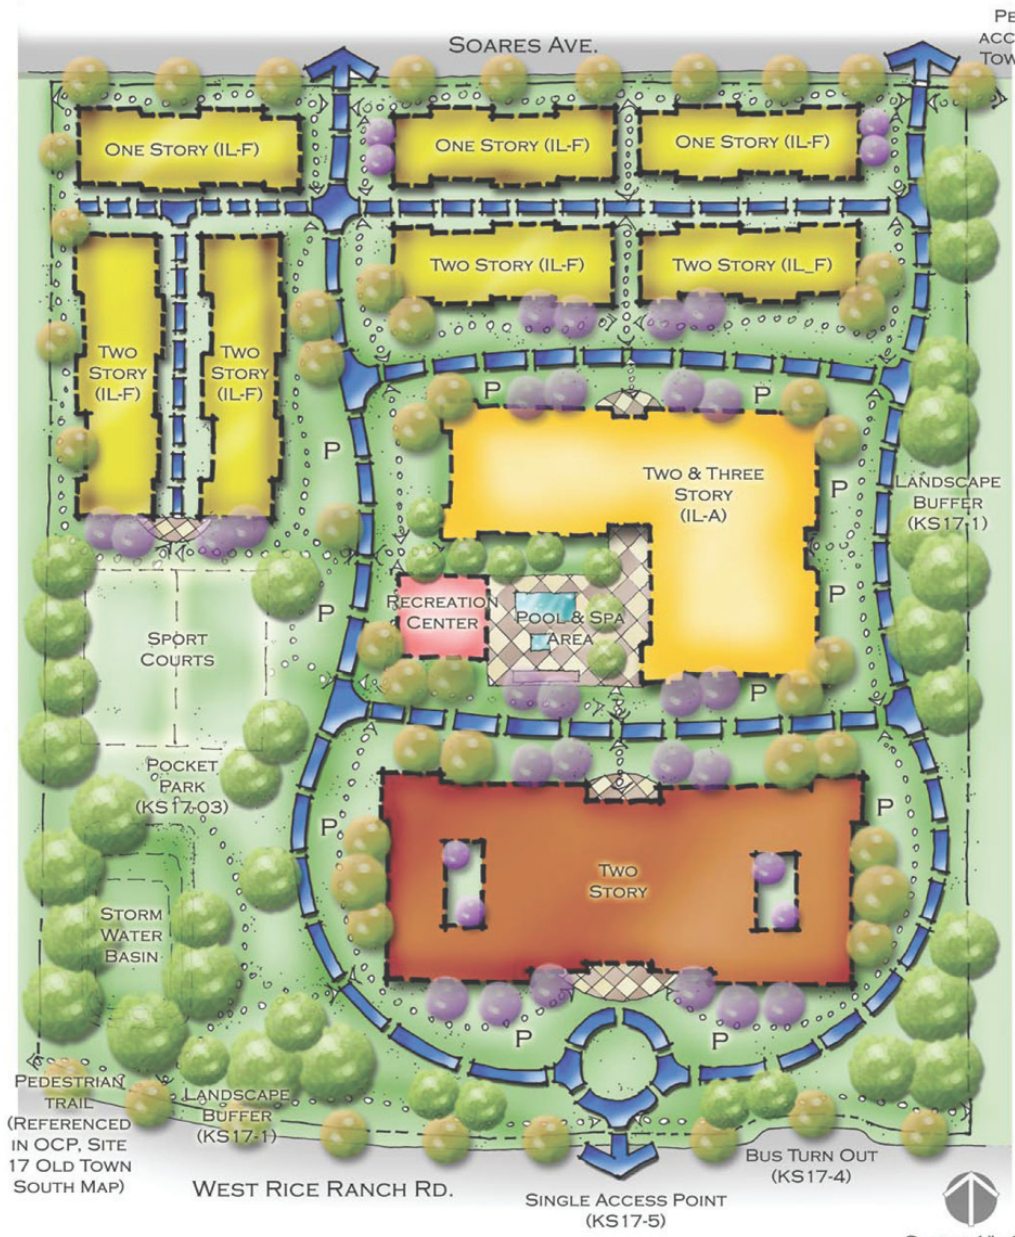 SOARES AVE.
ONE STORY (IL-F)
ONE STORY (IL-F)
ONE STORY (IL-F)
TWO STORY (IL-F)
TWO STORY (IL_F)
TWO
STORY
(IL-F)
TWO
STORY
(IL-F)
P
P
P
TWO & THREE
STORY
(IL-A)
P
LANDSCAPE
BUFFER
(KS17-1)
RECREATION
CENTER
POOL & SPA
AREA
P
P
SPORT
COURTS
P
POCKET
PARK
(KS17-03)
P
P
TWO
STORY
STORM
WATER
BASIN
P
P
PEDESTRIAN
TRAIL
(REFERENCED
IN OCP, SITE
17 OLD TOWN
SOUTH MAP)
LANDSCAPE
BUFFER
(KS17-1)
BUS TURN OUT
(KS17-4)
WEST RICE RANCH RD.
SINGLE ACCESS POINT
(KS17-5)